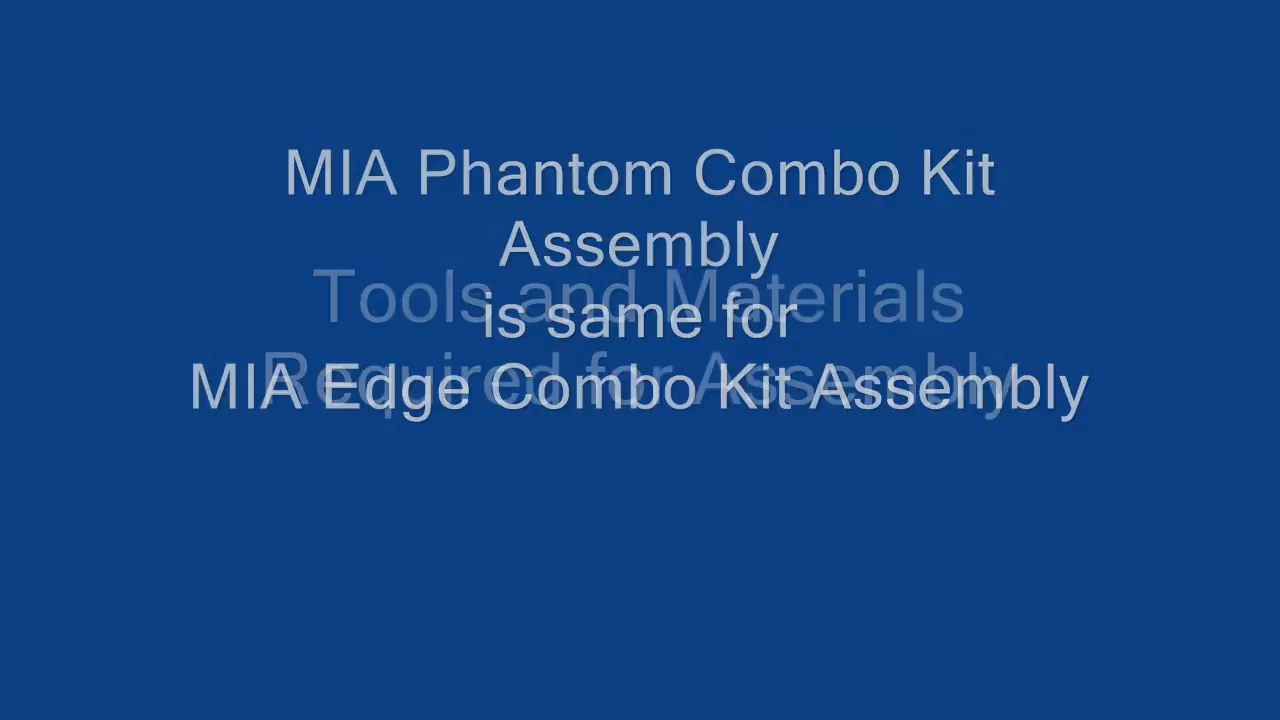 MIA Phantom Combo Kit
Assembly
Tools and Materials
is same for
Required for Assembly
MIA Edge Combo Kit Assembly